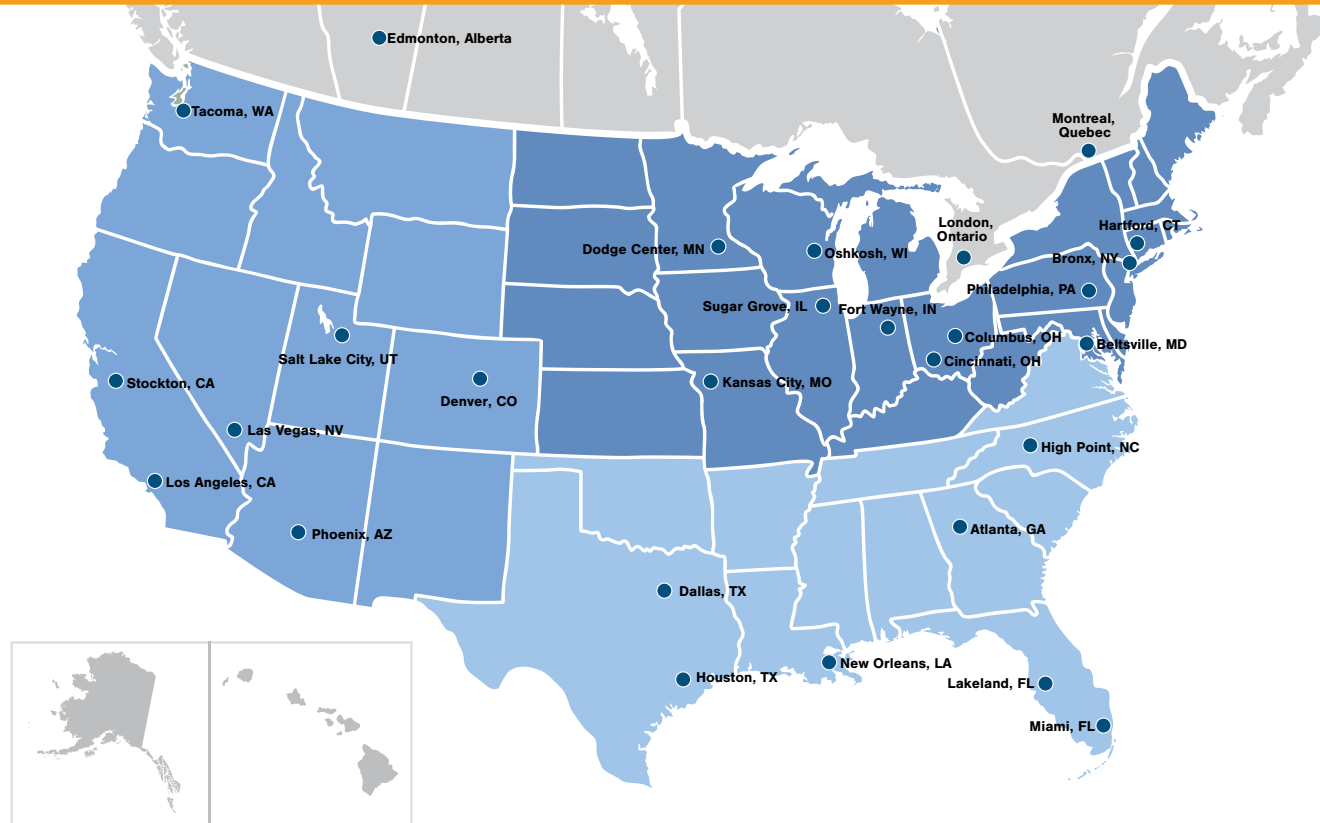 Edmonton, Alberta
Tacoma, WA
Montreal,
Quebec
London,
Ontario
Hartford, CT
Dodge Center, MN
Oshkosh, WI
Bronx, NY
Philadelphia, PA
Sugar Grove, IL
Fort Wayne, IN
Columbus, OH
Beltsville, MD
Salt Lake City, UT
Cincinnati, OH
Stockton, CA
Kansas City, MO
Denver, CO
Las Vegas, NV
High Point, NC
Los Angeles, CA
Phoenix, AZ
Atlanta, GA
Dallas, TX
New Orleans, LA
Houston, TX
Lakeland, FL
Miami, FL